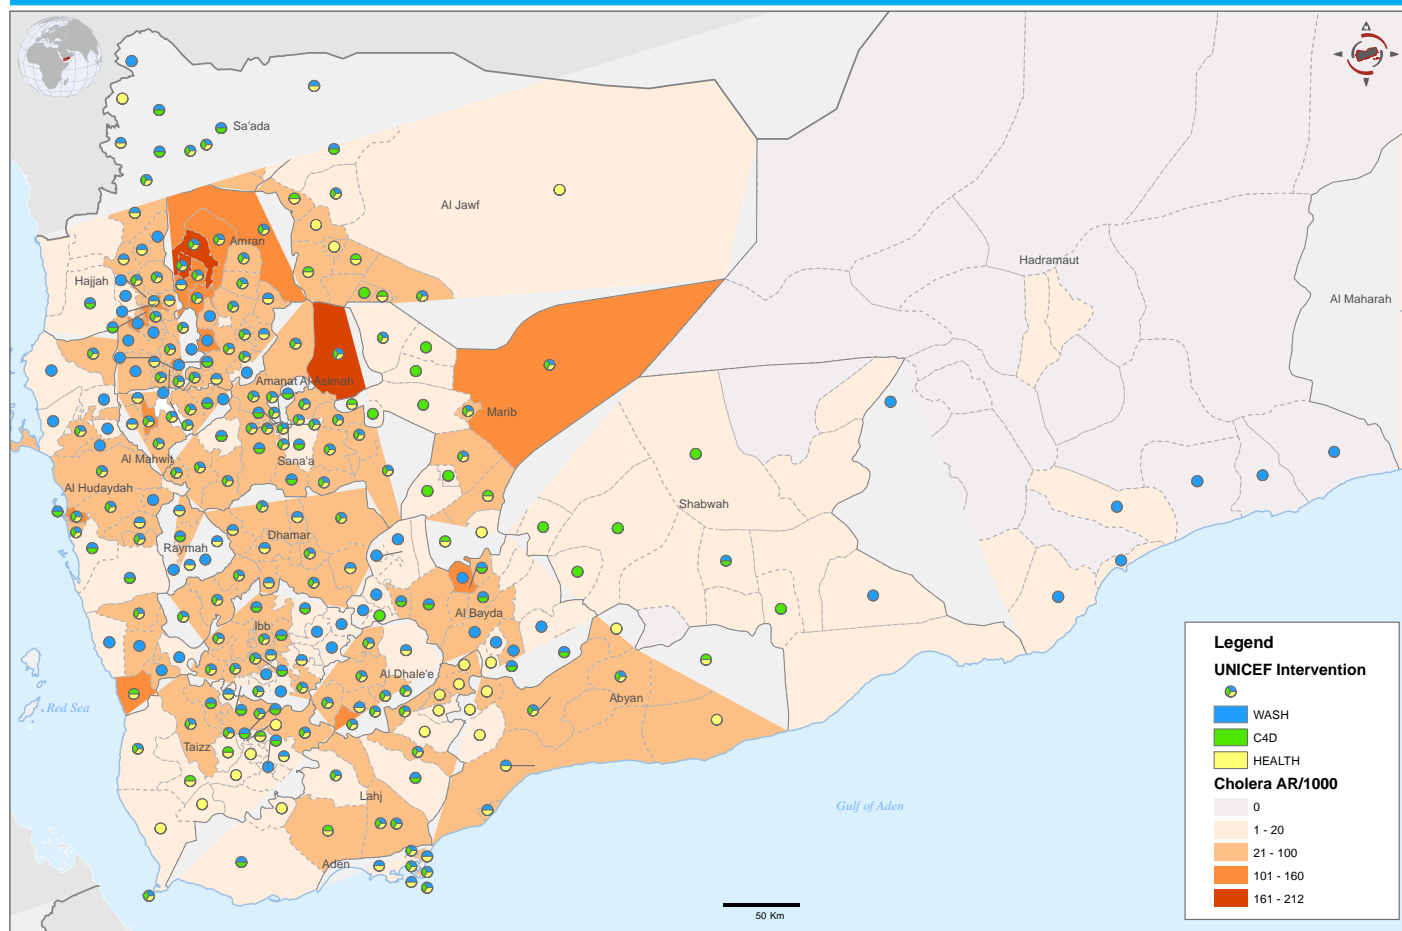 Sa'ada
Al Jawf
Amran
Hajjah
Hadramaut
Al Maharah
Amanat Al Asimah
Marib
Al Mahwit
Sana'a
Al Hudaydah
Shabwah
Dhamar
Raymah
Al Bayda
Ibb
Al Dhale'e
Abyan
Red Sea
Taizz
Lahj
Gulf of Aden
Aden
50 Km
Legend
UNICEF Intervention
WASH
C4D
HEALTH
Cholera AR/1000
0
1 - 20
21 - 100
101 - 160
161 - 212